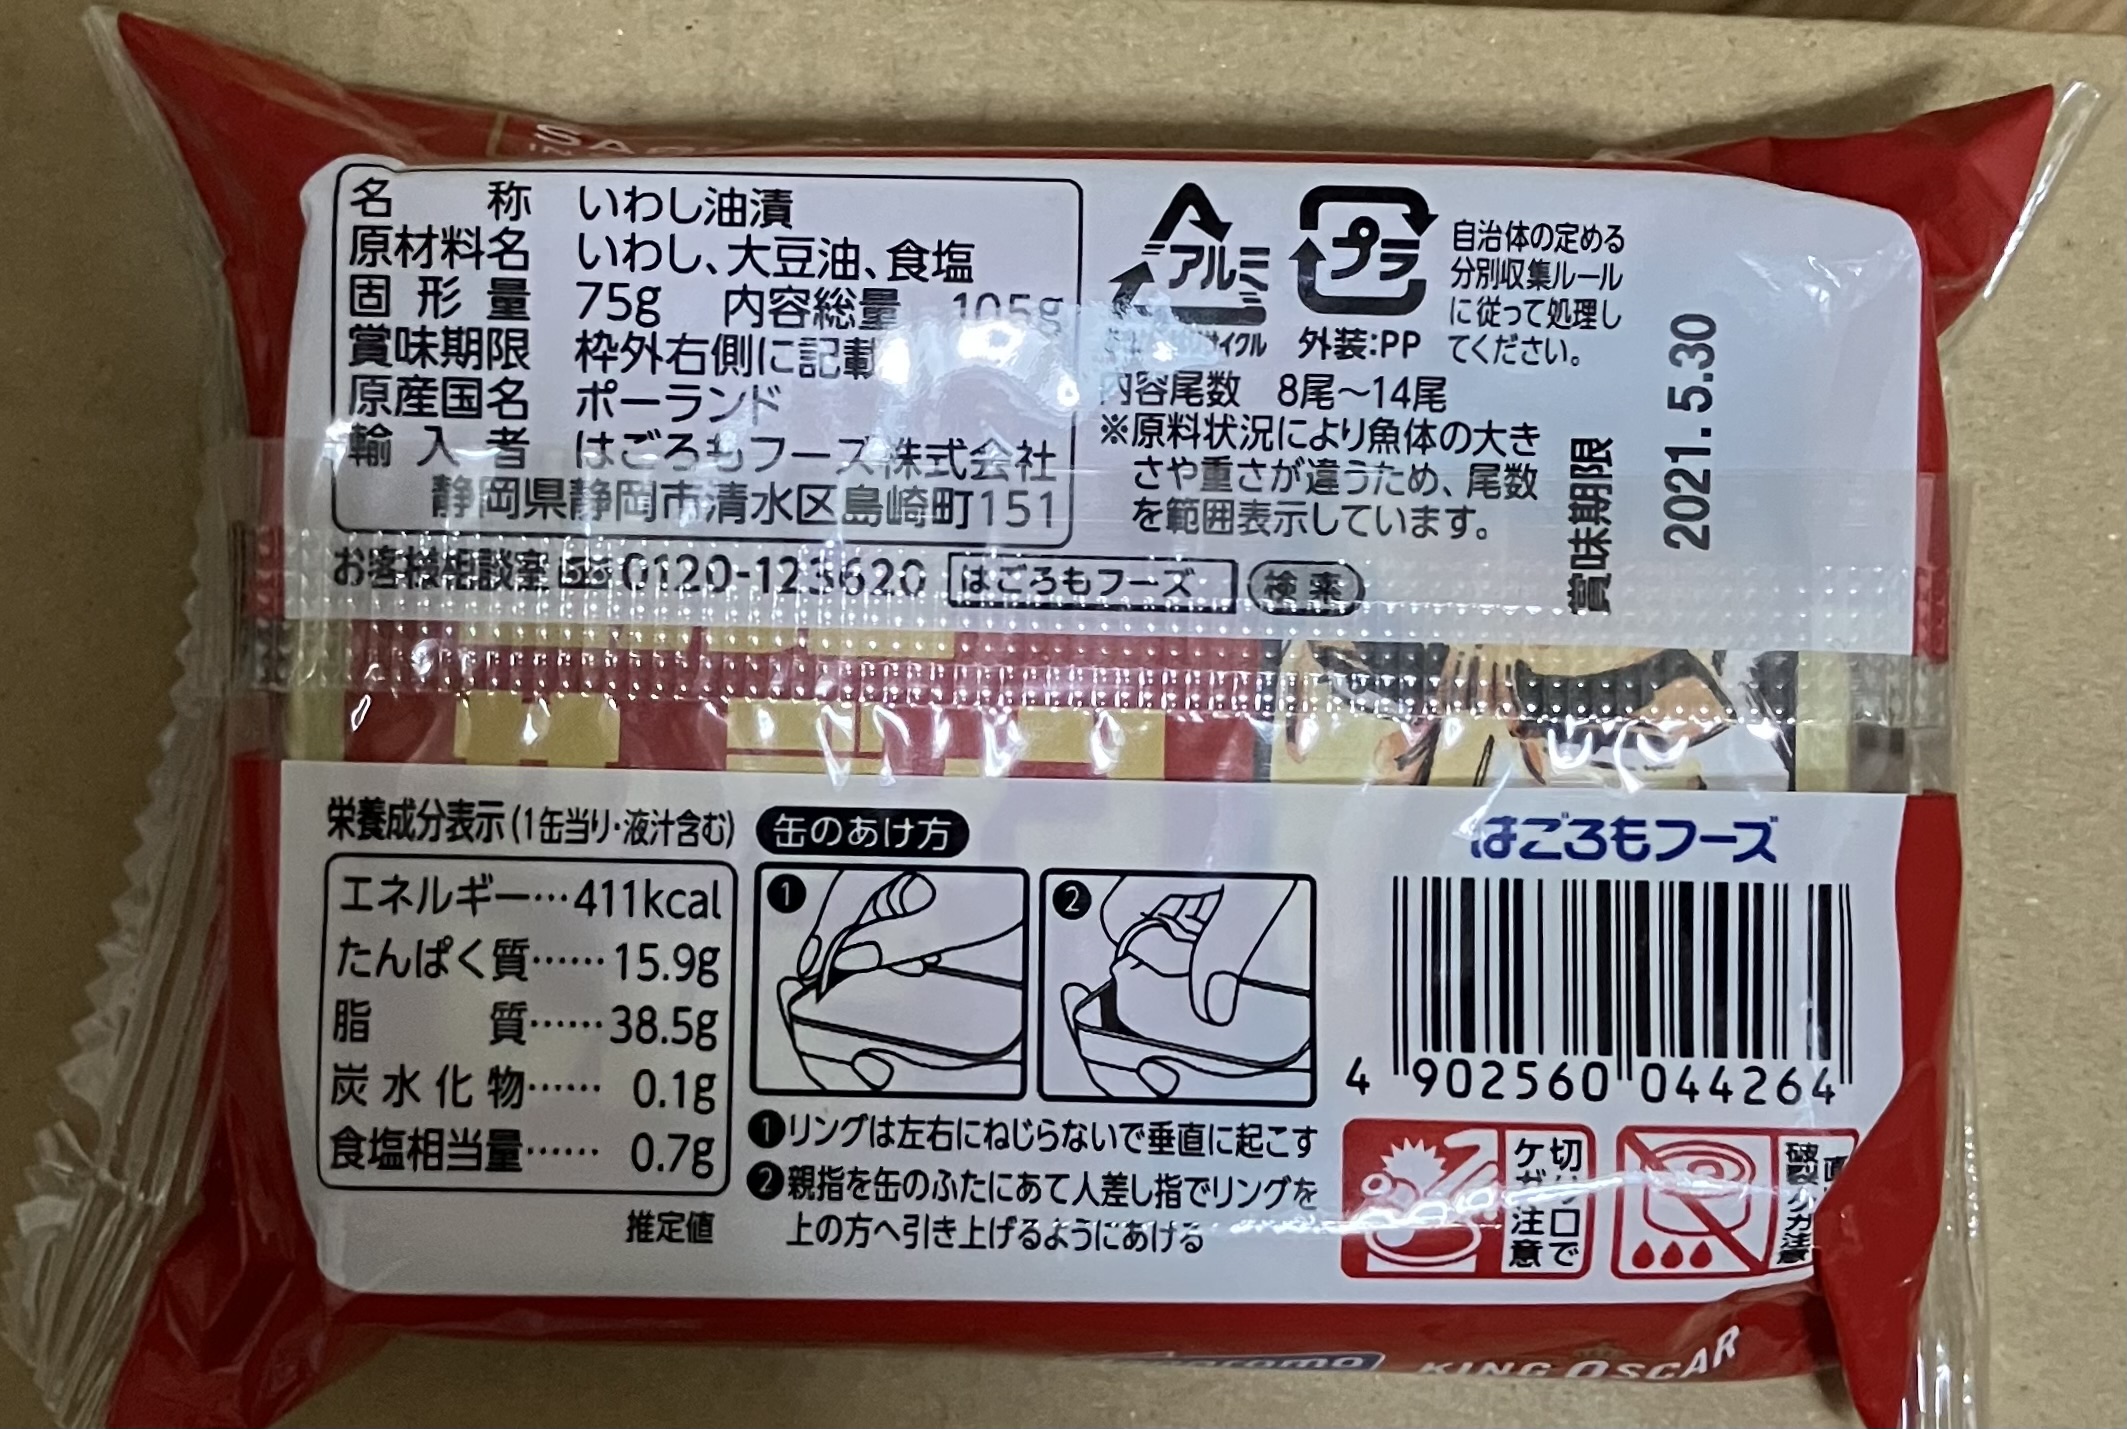 名称 いわし油漬
原材料名 いわし、大豆油、食塩
固形量 75g 内容総量 105g
賞味期限 枠外右側に記載
原産国名 ポーランド
輸入者 はごろもフーズ株式会社
静岡県静岡市清水区島崎町151
お客様相談室 0120-123620 はごろもフーズ 検索
アルミ
プラ
外装:PP
自治体の定める
分別収集ルール
に従って処理し
てください。
内容尾数 8尾～14尾
※原料状況により魚体の大き
さや重さが違うため、尾数
を範囲表示しています。
賞味期限
2021.5.30
栄養成分表示(1缶当り・液汁含む)
エネルギー…411kcal
たんぱく質……15.9g
脂質……38.5g
炭水化物……0.1g
食塩相当量……0.7g
推定値
缶のあけ方
❶
❷
❶リングは左右にねじらないで垂直に起こす
❷親指を缶のふたにあて人差し指でリングを
上の方へ引き上げるようにあける
はごろもフーズ
4 902560 044264
切り口で
ケガ注意
KING OSCAR